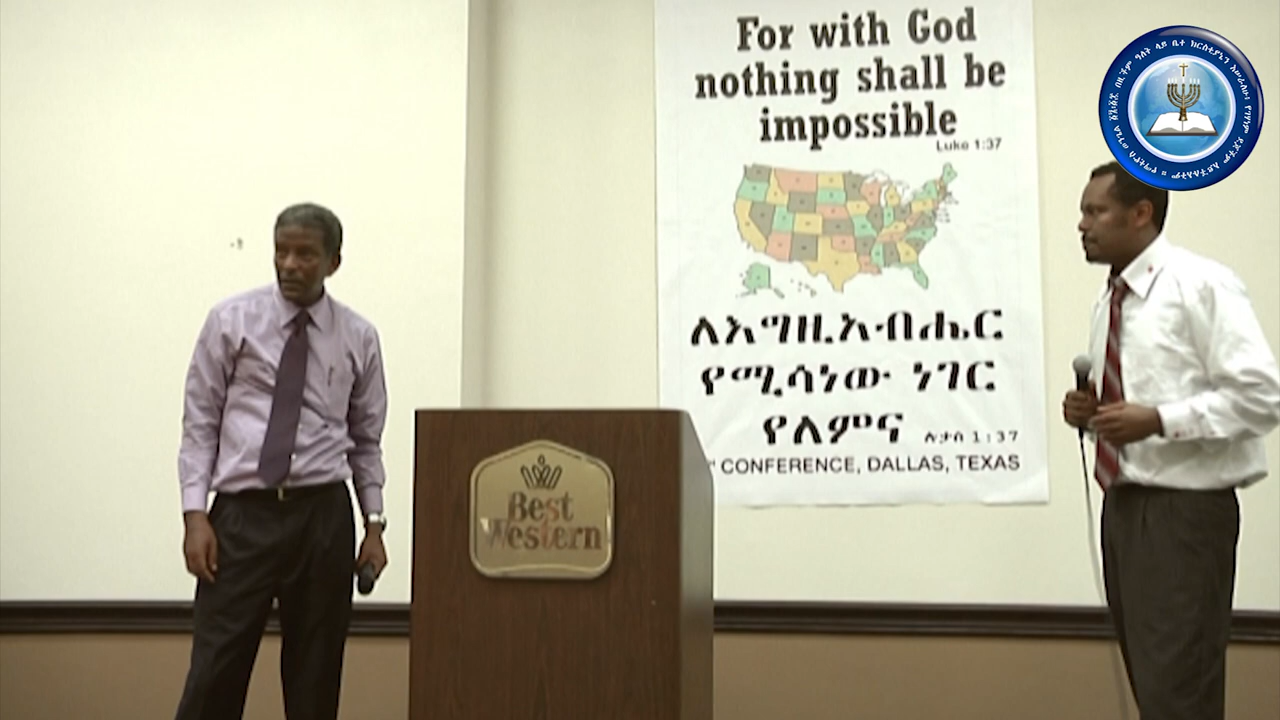 For with God
nothing shall be
impossible
Luke 1:37
ለእግዚአብሔር
የሚሳነው ነገር
የለምና
ሉቃስ 1:37
CONFERENCE, DALLAS, TEXAS
Best
Western